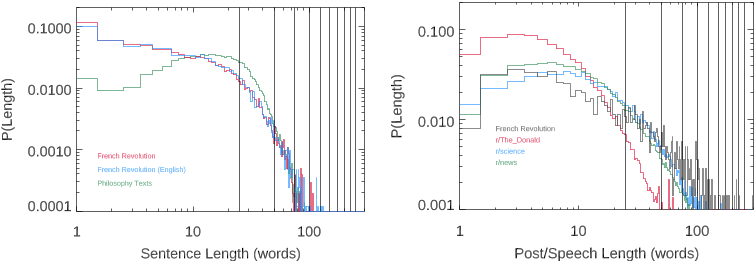 P(Length)
0.1000
0.0100
0.0010
0.0001
French Revolution
French Revolution (English)
Philosophy Texts
1
10
100
Sentence Length (words)
P(Length)
0.100
0.010
0.001
French Revolution
r/The_Donald
r/science
r/news
1
10
100
Post/Speech Length (words)